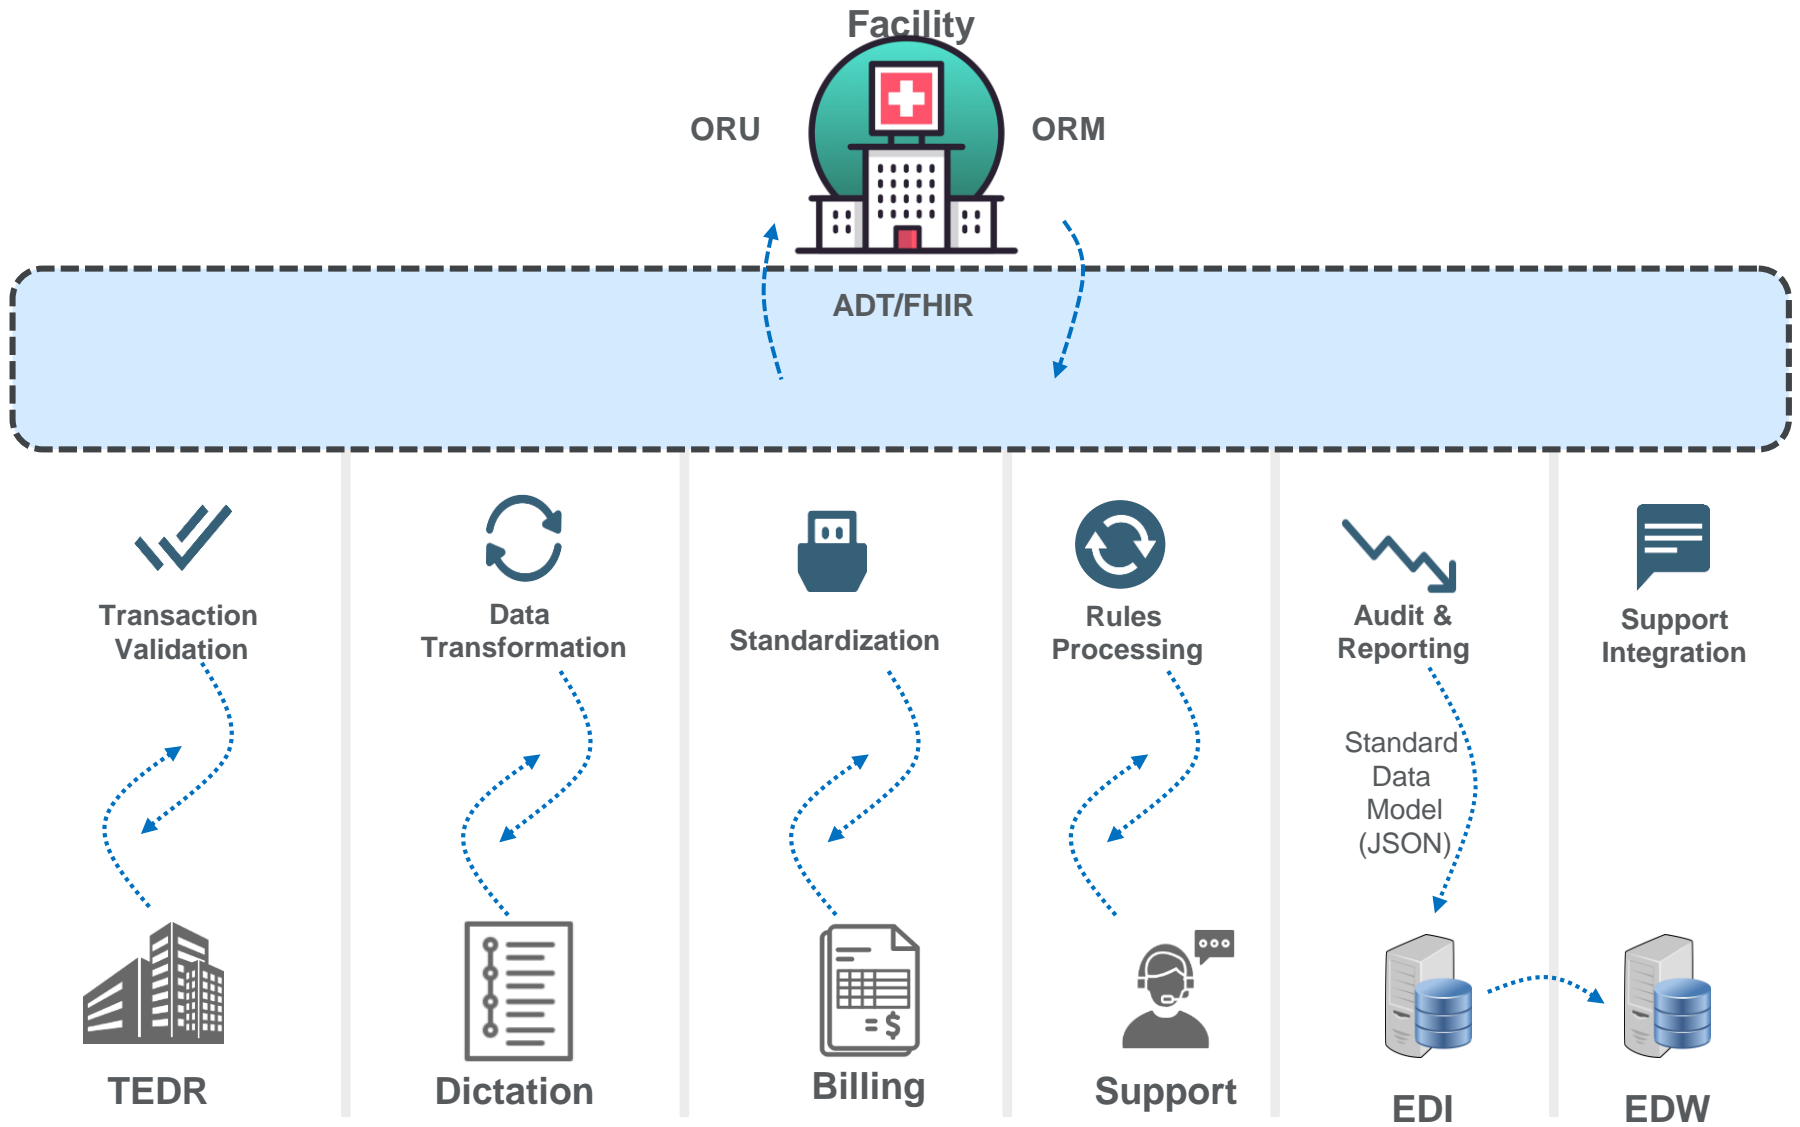 Facility
ORU
ORM
ADT/FHIR
Transaction
Validation
Data
Transformation
Standardization
Rules
Processing
Audit &
Reporting
Support
Integration
Standard
Data
Model
(JSON)
= $
TEDR
Dictation
Billing
Support
EDI
EDW